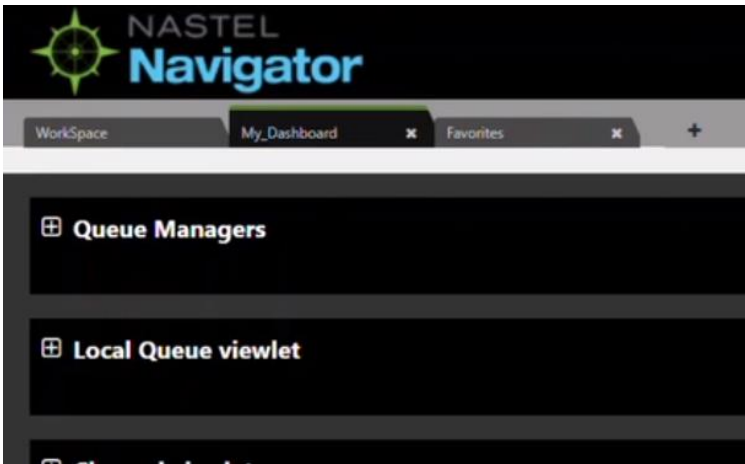 NASTEL
Navigator
WorkSpace
My_Dashboard
Favorites
Queue Managers
Local Queue viewlet